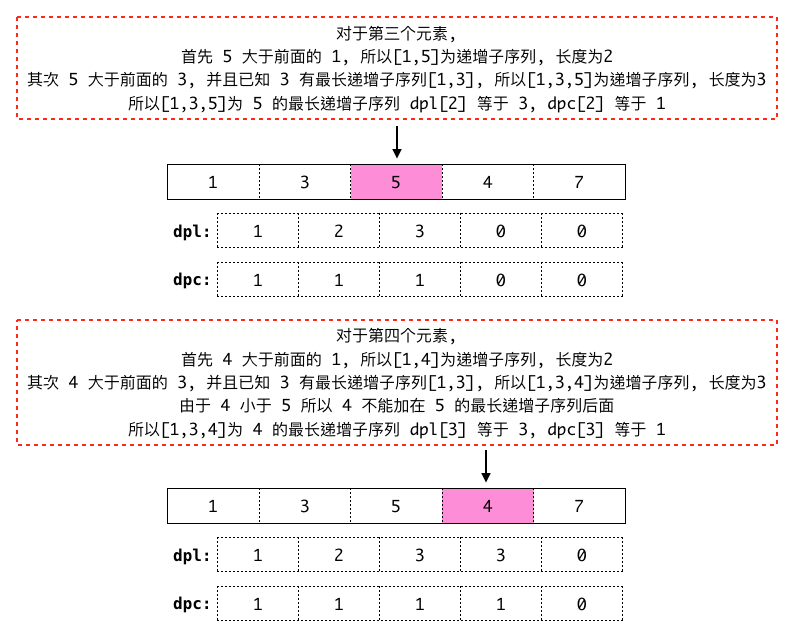 对于第三个元素,
首先 5 大于前面的 1, 所以[1,5]为递增子序列, 长度为2
其次 5 大于前面的 3, 并且已知 3 有最长递增子序列[1,3], 所以[1,3,5]为递增子序列, 长度为3
所以[1,3,5]为 5 的最长递增子序列 dpl[2] 等于 3, dpc[2] 等于 1
1 3 5 4 7
dpl: 1 2 3 0 0
dpc: 1 1 1 0 0
对于第四个元素,
首先 4 大于前面的 1, 所以[1,4]为递增子序列, 长度为2
其次 4 大于前面的 3, 并且已知 3 有最长递增子序列[1,3], 所以[1,3,4]为递增子序列, 长度为3
由于 4 小于 5 所以 4 不能加在 5 的最长递增子序列后面
所以[1,3,4]为 4 的最长递增子序列 dpl[3] 等于 3, dpc[3] 等于 1
1 3 5 4 7
dpl: 1 2 3 3 0
dpc: 1 1 1 1 0